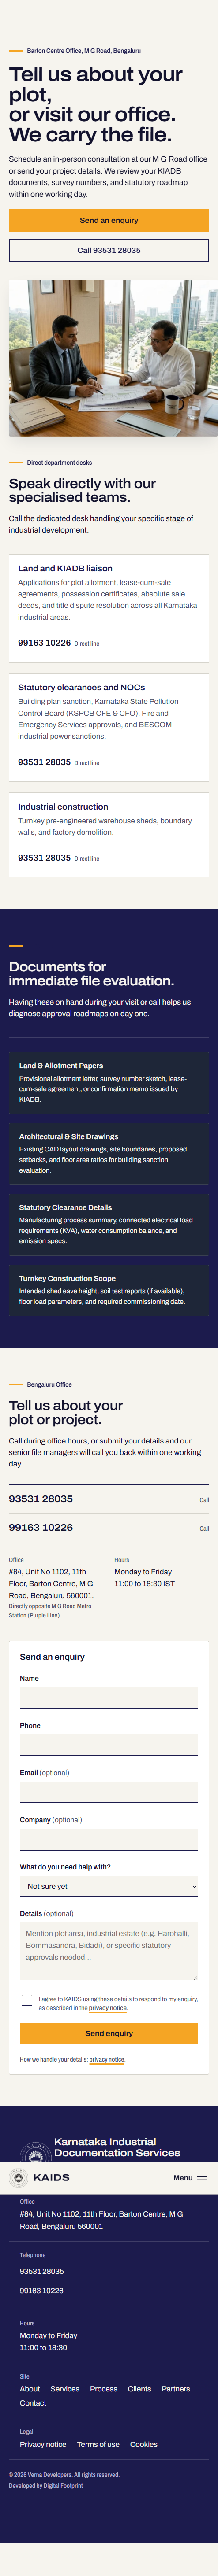 Barton Centre Office, M G Road, Bengaluru
Tell us about your
plot,
or visit our office.
We carry the file.
Schedule an in-person consultation at our M G Road office
or send your project details. We review your KIADB
documents, survey numbers, and statutory roadmap
within one working day.
Send an enquiry
Call 93531 28035
Direct department desks
Speak directly with our
specialised teams.
Call the dedicated desk handling your specific stage of
industrial development.
Land and KIADB liaison
Applications for plot allotment, lease-cum-sale
agreements, possession certificates, absolute sale
deeds, and title dispute resolution across all Karnataka
industrial areas.
99163 10226 Direct line
Statutory clearances and NOCs
Building plan sanction, Karnataka State Pollution
Control Board (KSPCB CFE & CFO), Fire and
Emergency Services approvals, and BESCOM
industrial power sanctions.
93531 28035 Direct line
Industrial construction
Turnkey pre-engineered warehouse sheds, boundary
walls, and factory demolition.
93531 28035 Direct line
Documents for
immediate file evaluation.
Having these on hand during your visit or call helps us
diagnose approval roadmaps on day one.
Land & Allotment Papers
Provisional allotment letter, survey number sketch, lease-
cum-sale agreement, or confirmation memo issued by
KIADB.
Architectural & Site Drawings
Existing CAD layout drawings, site boundaries, proposed
setbacks, and floor area ratios for building sanction
evaluation.
Statutory Clearance Details
Manufacturing process summary, connected electrical load
requirements (KVA), water consumption balance, and
emission specs.
Turnkey Construction Scope
Intended shed eave height, soil test reports (if available),
floor load parameters, and required commissioning date.
Bengaluru Office
Tell us about your
plot or project.
Call during office hours, or submit your details and our
senior file managers will call you back within one working
day.
93531 28035 Call
99163 10226 Call
Office
#84, Unit No 1102, 11th
Floor, Barton Centre, M G
Road, Bengaluru 560001.
Directly opposite M G Road Metro
Station (Purple Line)
Hours
Monday to Friday
11:00 to 18:30 IST
Send an enquiry
Name
Phone
Email (optional)
Company (optional)
What do you need help with?
Not sure yet
Details (optional)
Mention plot area, industrial estate (e.g. Harohalli,
Bommasandra, Bidadi), or specific statutory
approvals needed...
I agree to KAIDS using these details to respond to my enquiry,
as described in the privacy notice.
Send enquiry
How we handle your details: privacy notice.
Karnataka Industrial
Documentation Services
KAIDS
Menu
Office
#84, Unit No 1102, 11th Floor, Barton Centre, M G
Road, Bengaluru 560001
Telephone
93531 28035
99163 10226
Hours
Monday to Friday
11:00 to 18:30
Site
About Services Process Clients Partners
Contact
Legal
Privacy notice Terms of use Cookies
© 2026 Verna Developers. All rights reserved.
Developed by Digital Footprint